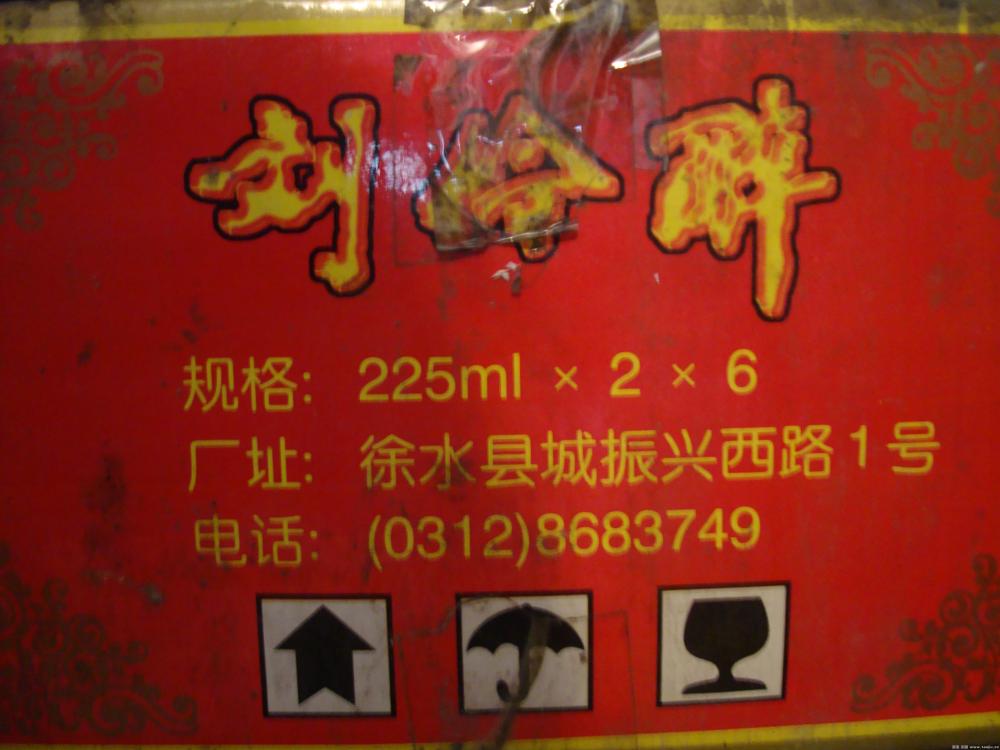 刘伶醉
规格: 225ml × 2 × 6
厂址: 徐水县城振兴西路1号
电话: (0312)8683749